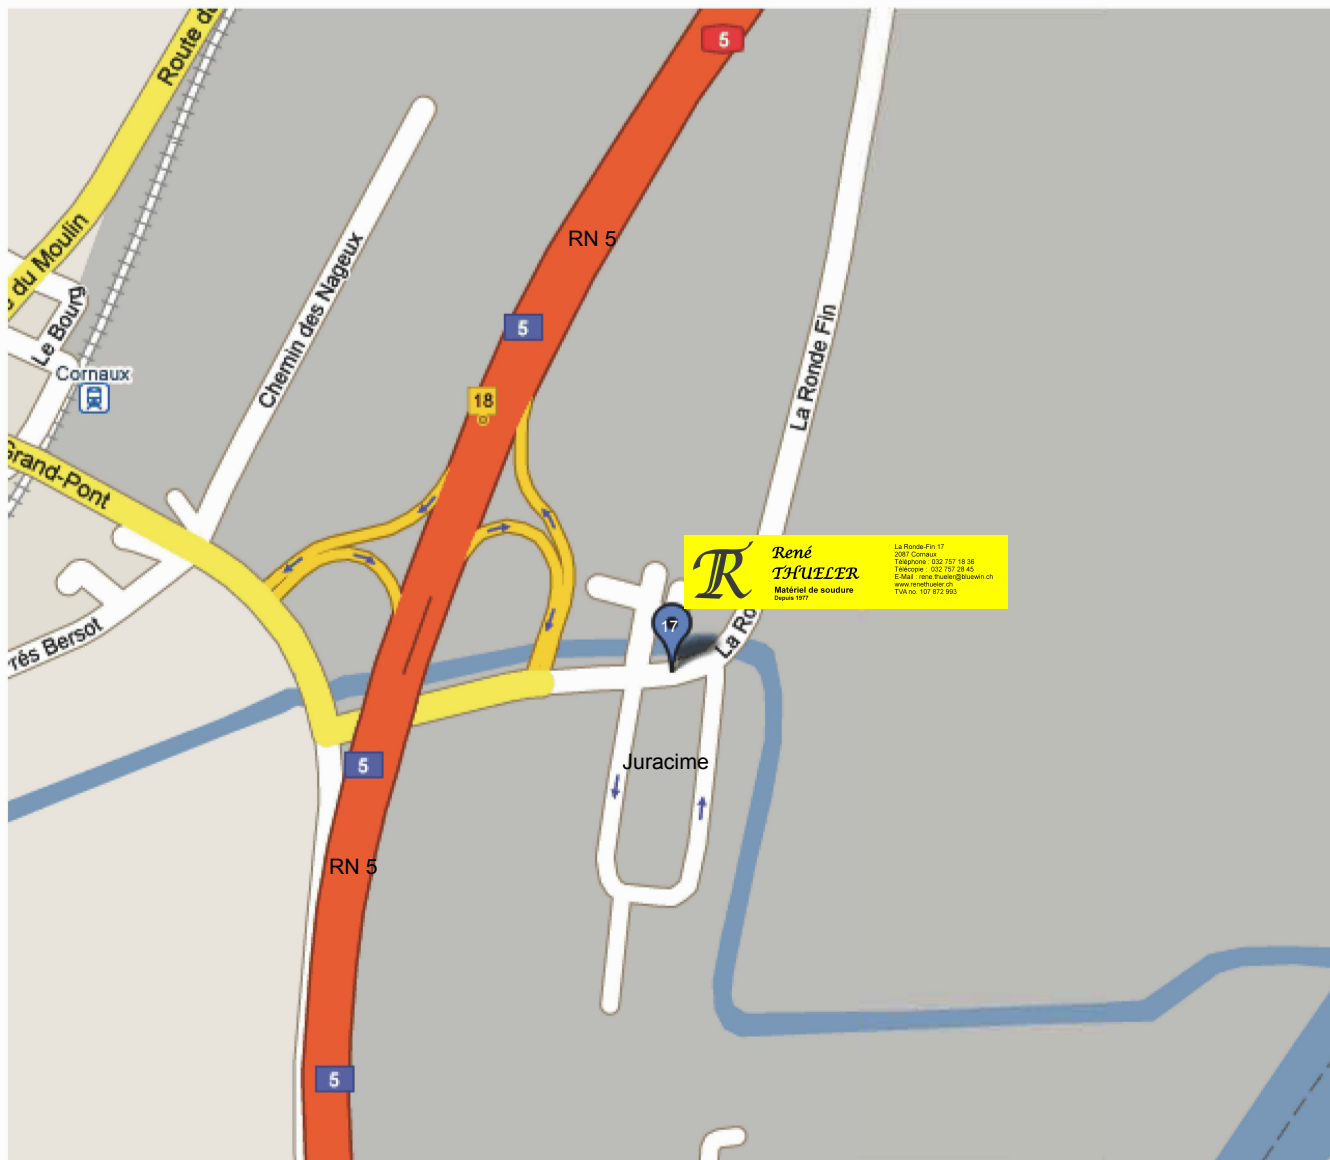 Route du
5
RN 5
e du Moulin
Le Bourg
Chemin des Nageux
5
La Ronde Fin
Cornaux
18
Grand-Pont
René
THUELER
Matériel de soudure
Depuis 1977
La Ronde-Fin 17
2087 Cornaux
Téléphone : 032 757 18 36
Télécopie : 032 757 28 45
E-Mail : rene.thueler@bluewin.ch
www.renethueler.ch
TVA no. 107 872 993
17
La Ro
rés Bersot
5
Juracime
RN 5
5